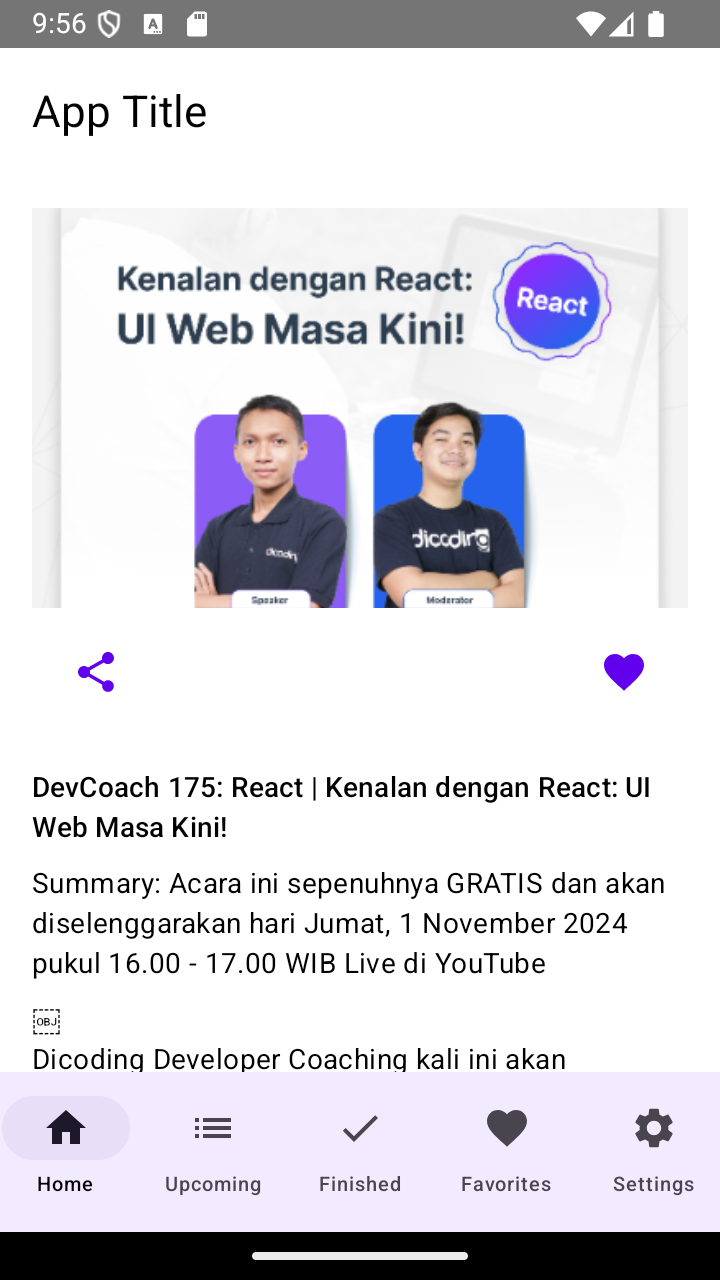 9:56
App Title
Kenalan dengan React:
UI Web Masa Kini!
React
dicoding
dicoding
Speaker
Moderator
DevCoach 175: React | Kenalan dengan React: UI
Web Masa Kini!
Summary: Acara ini sepenuhnya GRATIS dan akan
diselenggarakan hari Jumat, 1 November 2024
pukul 16.00 - 17.00 WIB Live di YouTube
OBJ
Dicoding Developer Coaching kali ini akan
Home
Upcoming
Finished
Favorites
Settings